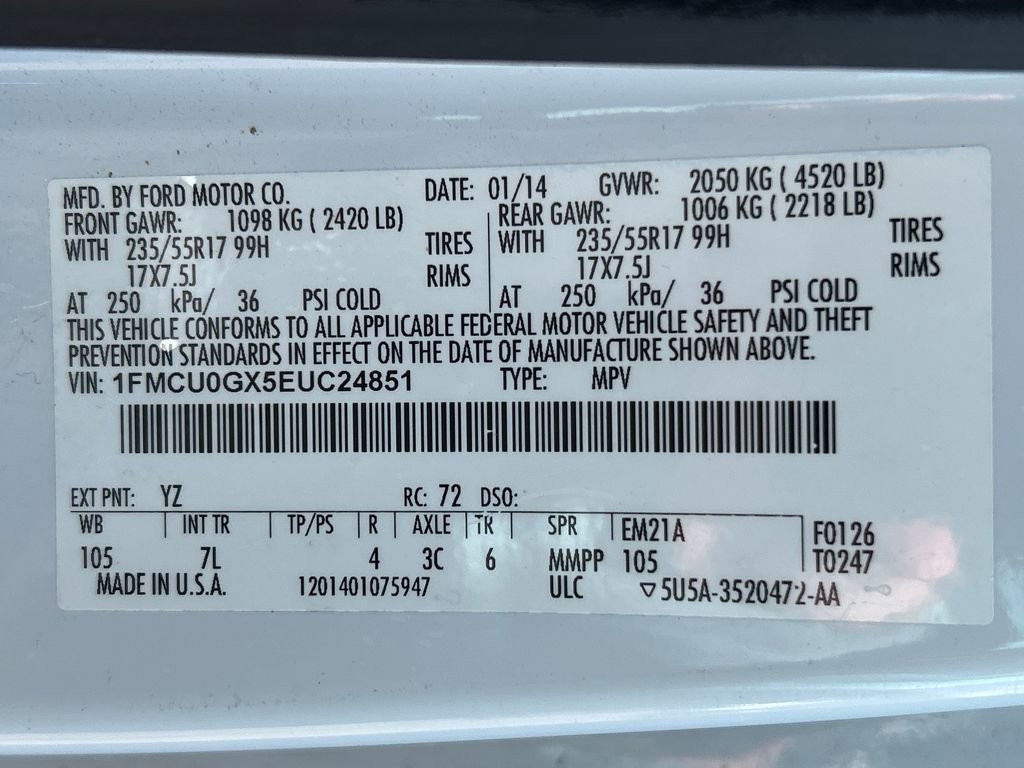 MFD. BY FORD MOTOR CO. DATE: 01/14 GVWR: 2050 KG ( 4520 LB)
FRONT GAWR: 1098 KG ( 2420 LB) REAR GAWR: 1006 KG ( 2218 LB)
WITH 235/55R17 99H TIRES WITH 235/55R17 99H TIRES
17X7.5J RIMS 17X7.5J RIMS
AT 250 kPa/ 36 PSI COLD AT 250 kPa/ 36 PSI COLD
THIS VEHICLE CONFORMS TO ALL APPLICABLE FEDERAL MOTOR VEHICLE SAFETY AND THEFT
PREVENTION STANDARDS IN EFFECT ON THE DATE OF MANUFACTURE SHOWN ABOVE.
VIN: 1FMCU0GX5EUC24851 TYPE: MPV
EXT PNT: YZ RC: 72 DSO:
WB INT TR TP/PS R AXLE TR SPR EM21A F0126
105 7L 4 3C 6 MMPP 105 T0247
MADE IN U.S.A. 1201401075947 ULC ▽5U5A-3520472-AA